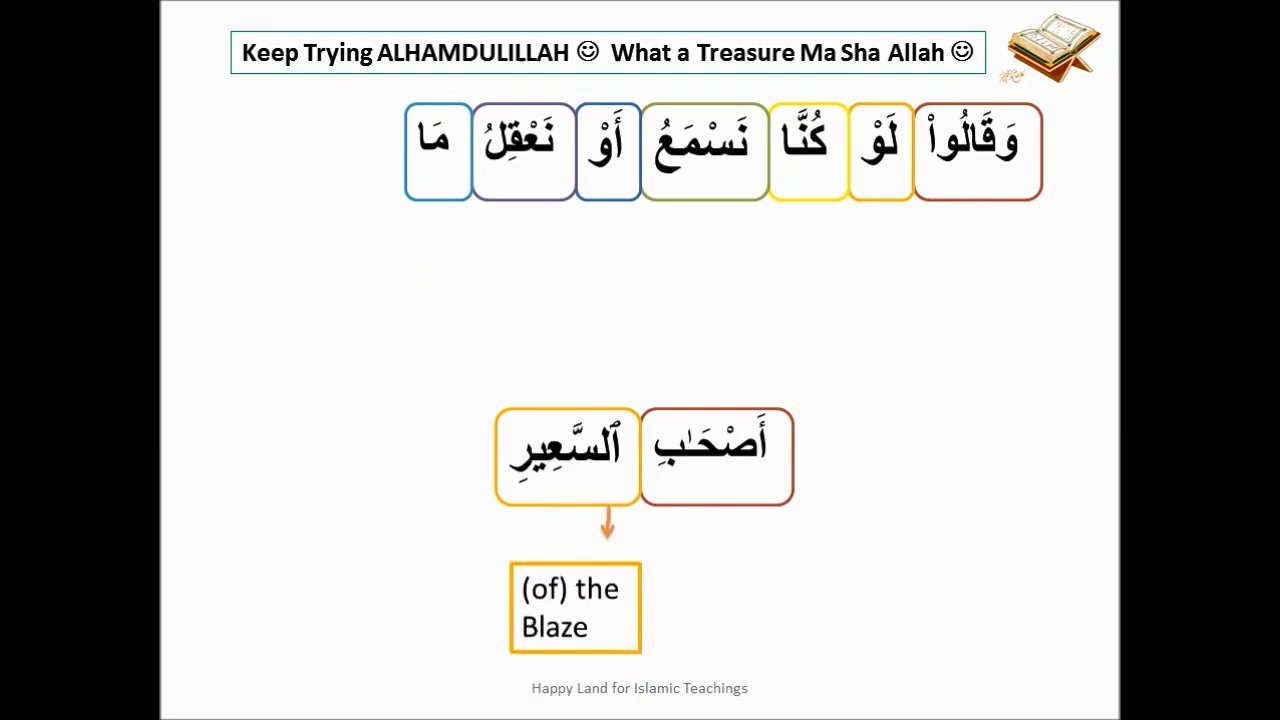 Keep Trying ALHAMDULILLAH ☺ What a Treasure Ma Sha Allah ☺
وَقَالُوا۟ لَوْ كُنَّا نَسْمَعُ أَوْ نَعْقِلُ مَا
أَصْحَـٰبِ ٱلسَّعِيرِ
(of) the
Blaze
Happy Land for Islamic Teachings